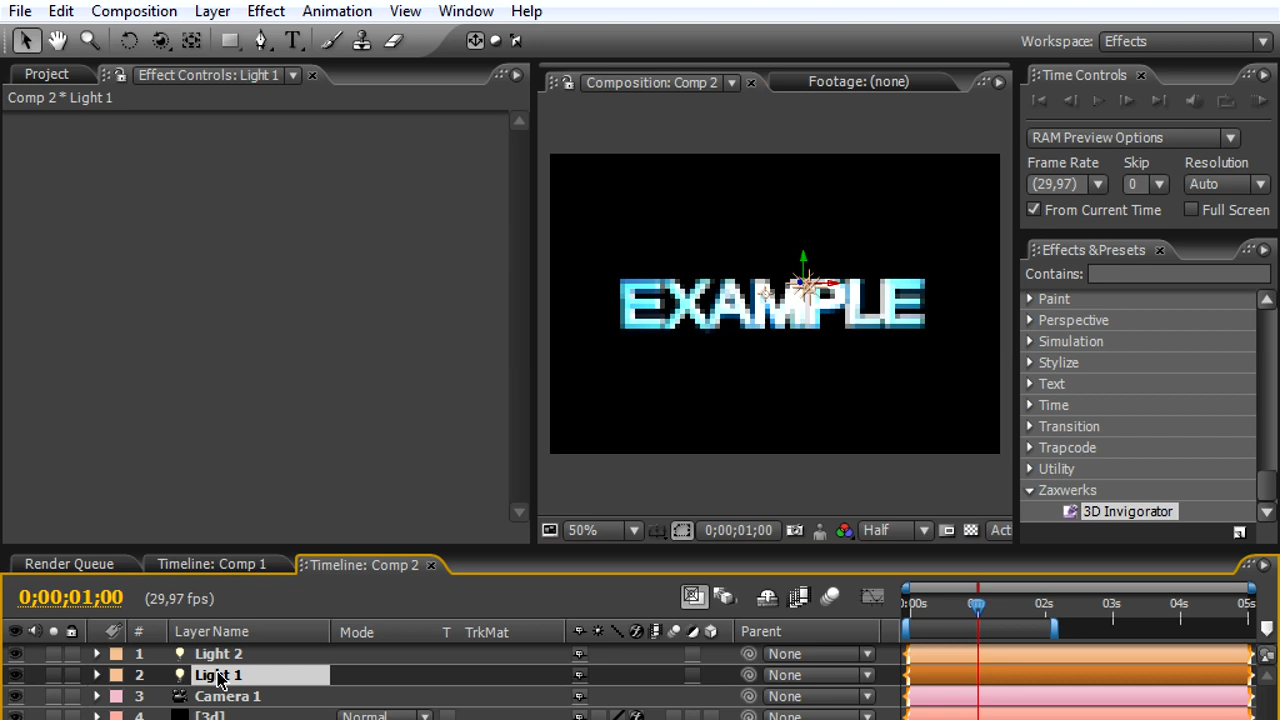 File Edit Composition Layer Effect Animation View Window Help
Workspace: Effects
Project Effect Controls: Light 1
Comp 2 * Light 1
Composition: Comp 2 Footage: (none)
EXAMPLE
50% 0;00;01;00 Half Act
Time Controls
RAM Preview Options
Frame Rate Skip Resolution
(29,97) 0 Auto
From Current Time Full Screen
Effects & Presets
Contains:
Paint
Perspective
Simulation
Stylize
Text
Time
Transition
Trapcode
Utility
Zaxwerks
3D Invigorator
Render Queue Timeline: Comp 1 Timeline: Comp 2
0;00;01;00 (29,97 fps)
):00s 02s 03s 04s 05s
# Layer Name Mode T TrkMat Parent
1 Light 2 None
2 Light 1 None
3 Camera 1 None
4 [3d] Normal None